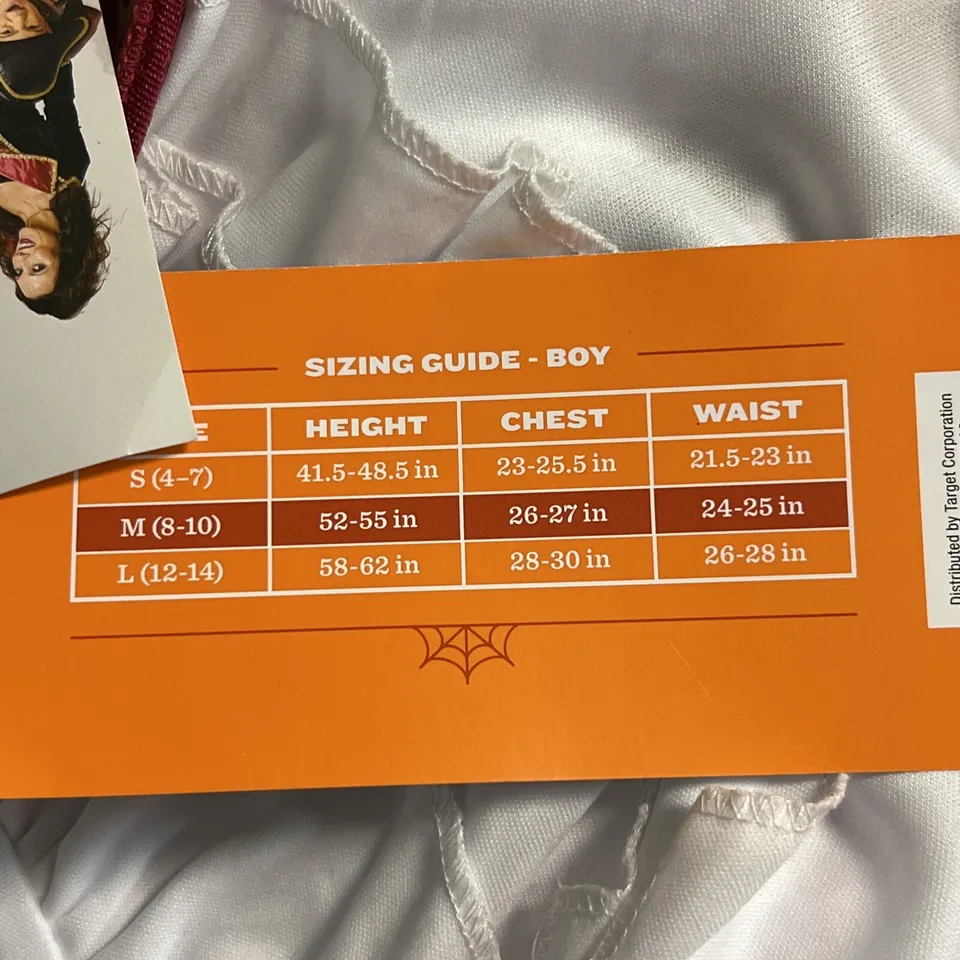 SIZING GUIDE - BOY
E HEIGHT CHEST WAIST
S (4-7) 41.5-48.5 in 23-25.5 in 21.5-23 in
M (8-10) 52-55 in 26-27 in 24-25 in
L (12-14) 58-62 in 28-30 in 26-28 in
Distributed by Target Corporation